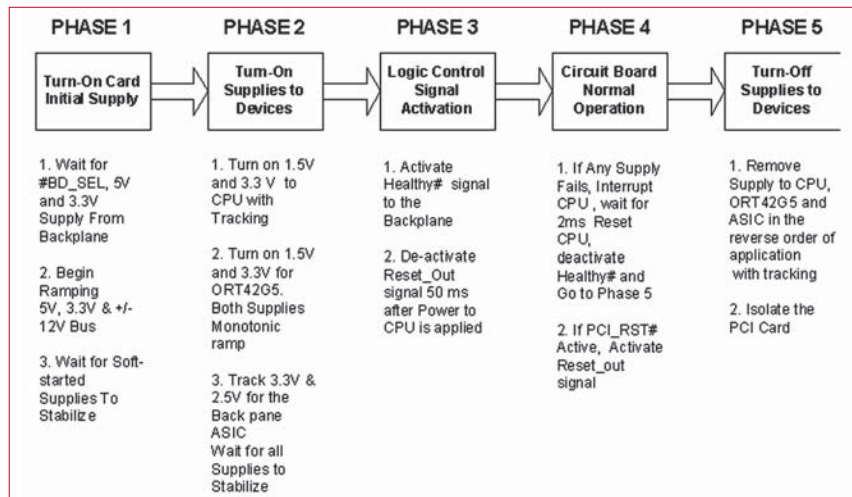 PHASE 1
PHASE 2
PHASE 3
PHASE 4
PHASE 5
Turn-On Card
Initial Supply
Turn-On
Supplies to
Devices
Logic Control
Signal
Activation
Circuit Board
Normal
Operation
Turn-Off
Supplies to
Devices
1. Wait for
#BD_SEL, 5V
and 3.3V
Supply From
Backplane
2. Begin
Ramping
5V, 3.3V & +/-
12V Bus
3. Wait for Soft-
started
Supplies To
Stabilize
1. Turn on 1.5V
and 3.3 V to
CPU with
Tracking
2. Turn on 1.5V
and 3.3V for
ORT42G5.
Both Supplies
Monotonic
ramp
3. Track 3.3V &
2.5V for the
Back pane
ASIC
Wait for all
Supplies to
Stabilize
1. Activate
Healthy# signal
to the
Backplane
2. De-activate
Reset_Out
signal 50 ms
after Power to
CPU is applied
1. If Any Supply
Fails, Interrupt
CPU , wait for
2ms Reset
CPU,
deactivate
Healthy# and
Go to Phase 5
2. If PCI_RST#
Active, Activate
Reset_out
signal
1. Remove
Supply to CPU,
ORT42G5 and
ASIC in the
reverse order of
application
with tracking
2. Isolate the
PCI Card